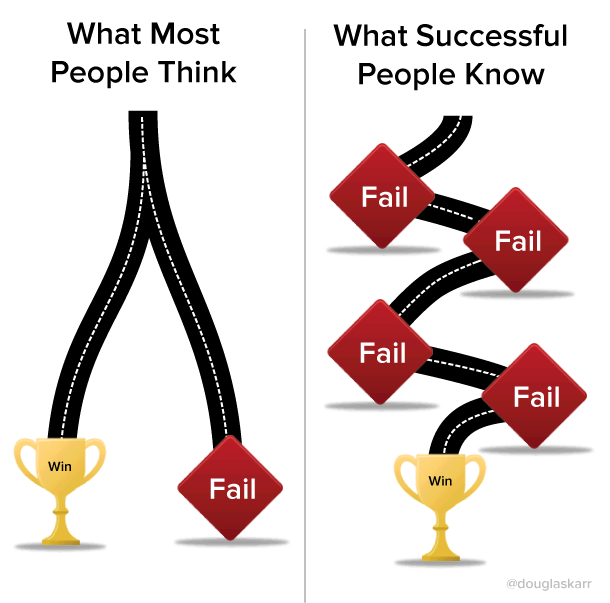 What Most
People Think
Win
Fail
What Successful
People Know
Fail
Fail
Fail
Fail
Win
@douglaskarr